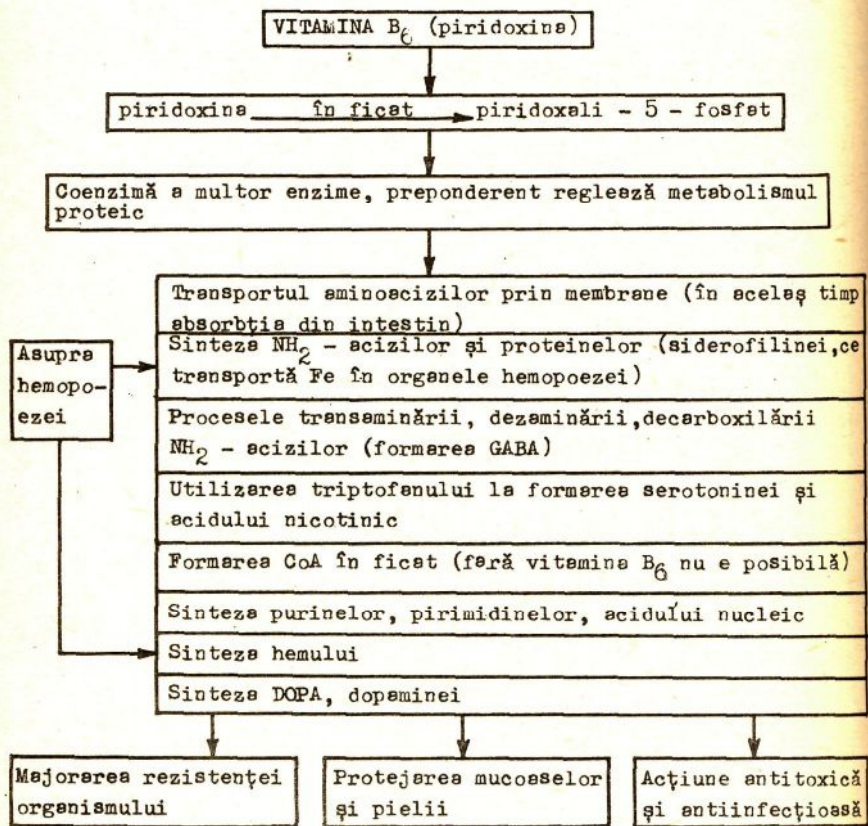 VITAMINA B6 (piridoxina)
piridoxina în ficat piridoxali - 5 - fosfat
Coenzimă a multor enzime, preponderent reglează metabolismul
proteic
Transportul aminoacizilor prin membrane (în acelaş timp
absorbţia din intestin)
Asupra
hemopo-
ezei
Sinteza NH2 - acizilor şi proteinelor (siderofilinei,ce
transportă Fe în organele hemopoezei)
Procesele transaminării, dezaminării,decarboxilării
NH2 - acizilor (formarea GABA)
Utilizarea triptofanului la formarea serotoninei şi
acidului nicotinic
Formarea CoA în ficat (fară vitamina B6 nu e posibilă)
Sinteza purinelor, pirimidinelor, acidului nucleic
Sinteza hemului
Sinteza DOPA, dopaminei
Majorarea rezistenţei
organismului
Protejarea mucoaselor
şi pielii
Acţiune antitoxică
şi antiinfecţioasă